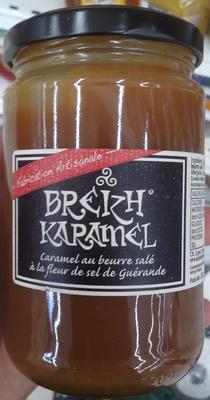 Fabrication Artisanale
BREIZH
KARAMEL
Caramel au beurre salé
à la fleur de sel de Guérande